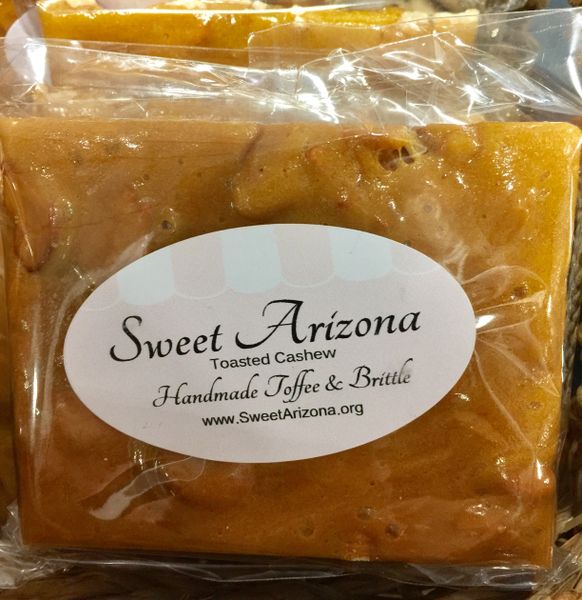 Sweet Arizona
Toasted Cashew
Handmade Toffee & Brittle
www.SweetArizona.org